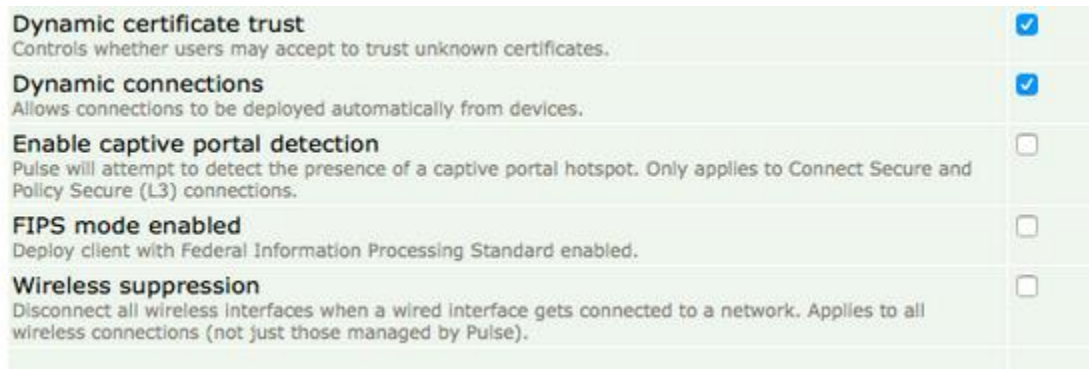 Dynamic certificate trust
Controls whether users may accept to trust unknown certificates.
Dynamic connections
Allows connections to be deployed automatically from devices.
Enable captive portal detection
Pulse will attempt to detect the presence of a captive portal hotspot. Only applies to Connect Secure and
Policy Secure (L3) connections.
FIPS mode enabled
Deploy client with Federal Information Processing Standard enabled.
Wireless suppression
Disconnect all wireless interfaces when a wired interface gets connected to a network. Applies to all
wireless connections (not just those managed by Pulse).